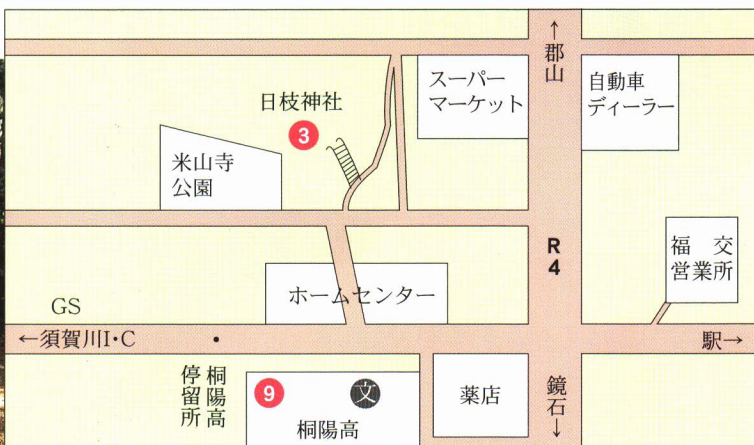 ↑郡山
スーパー
マーケット
自動車
ディーラー
日枝神社
3
米山寺
公園
R4
福交
営業所
ホームセンター
GS
←須賀川I・C
駅→
桐陽高
停留所
9
文
桐陽高
薬店
鏡石↓